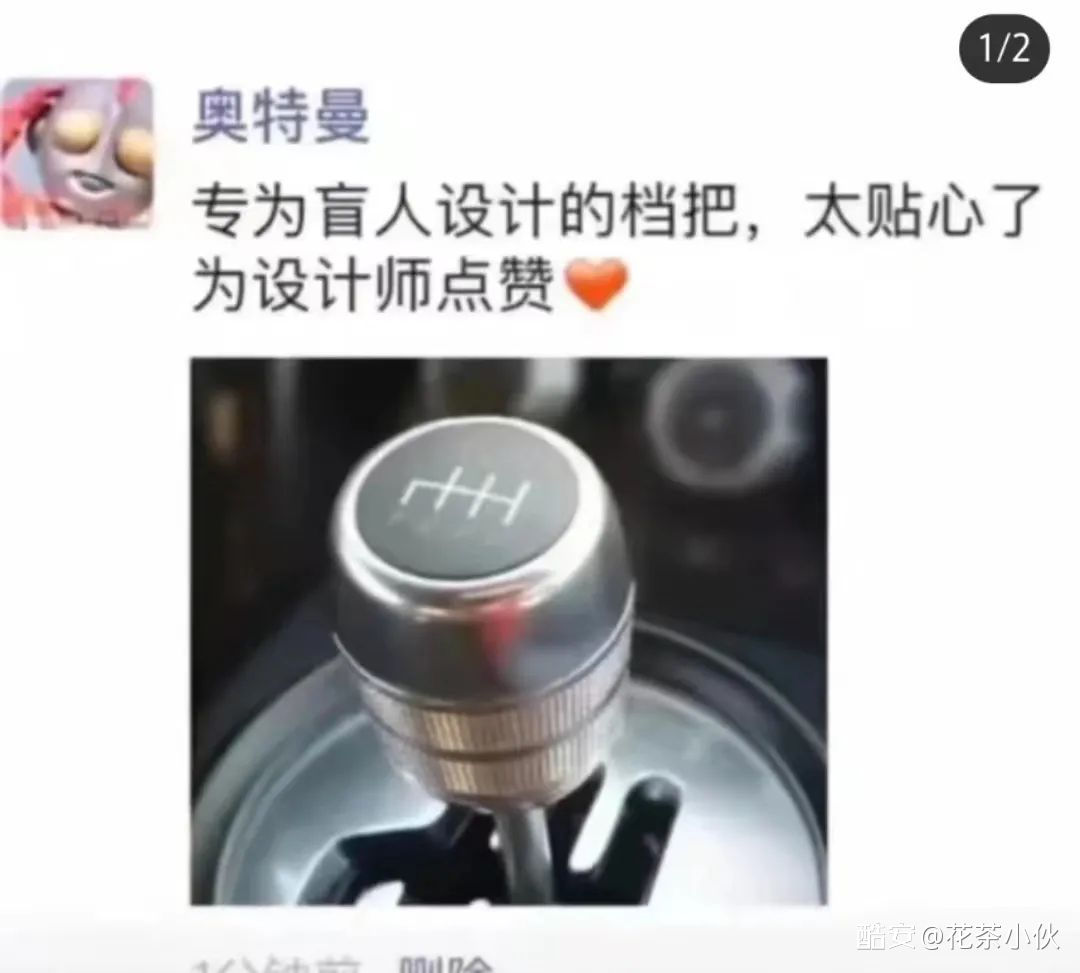 1/2
奥特曼
专为盲人设计的档把，太贴心了
为设计师点赞❤
酷安 @花茶小伙